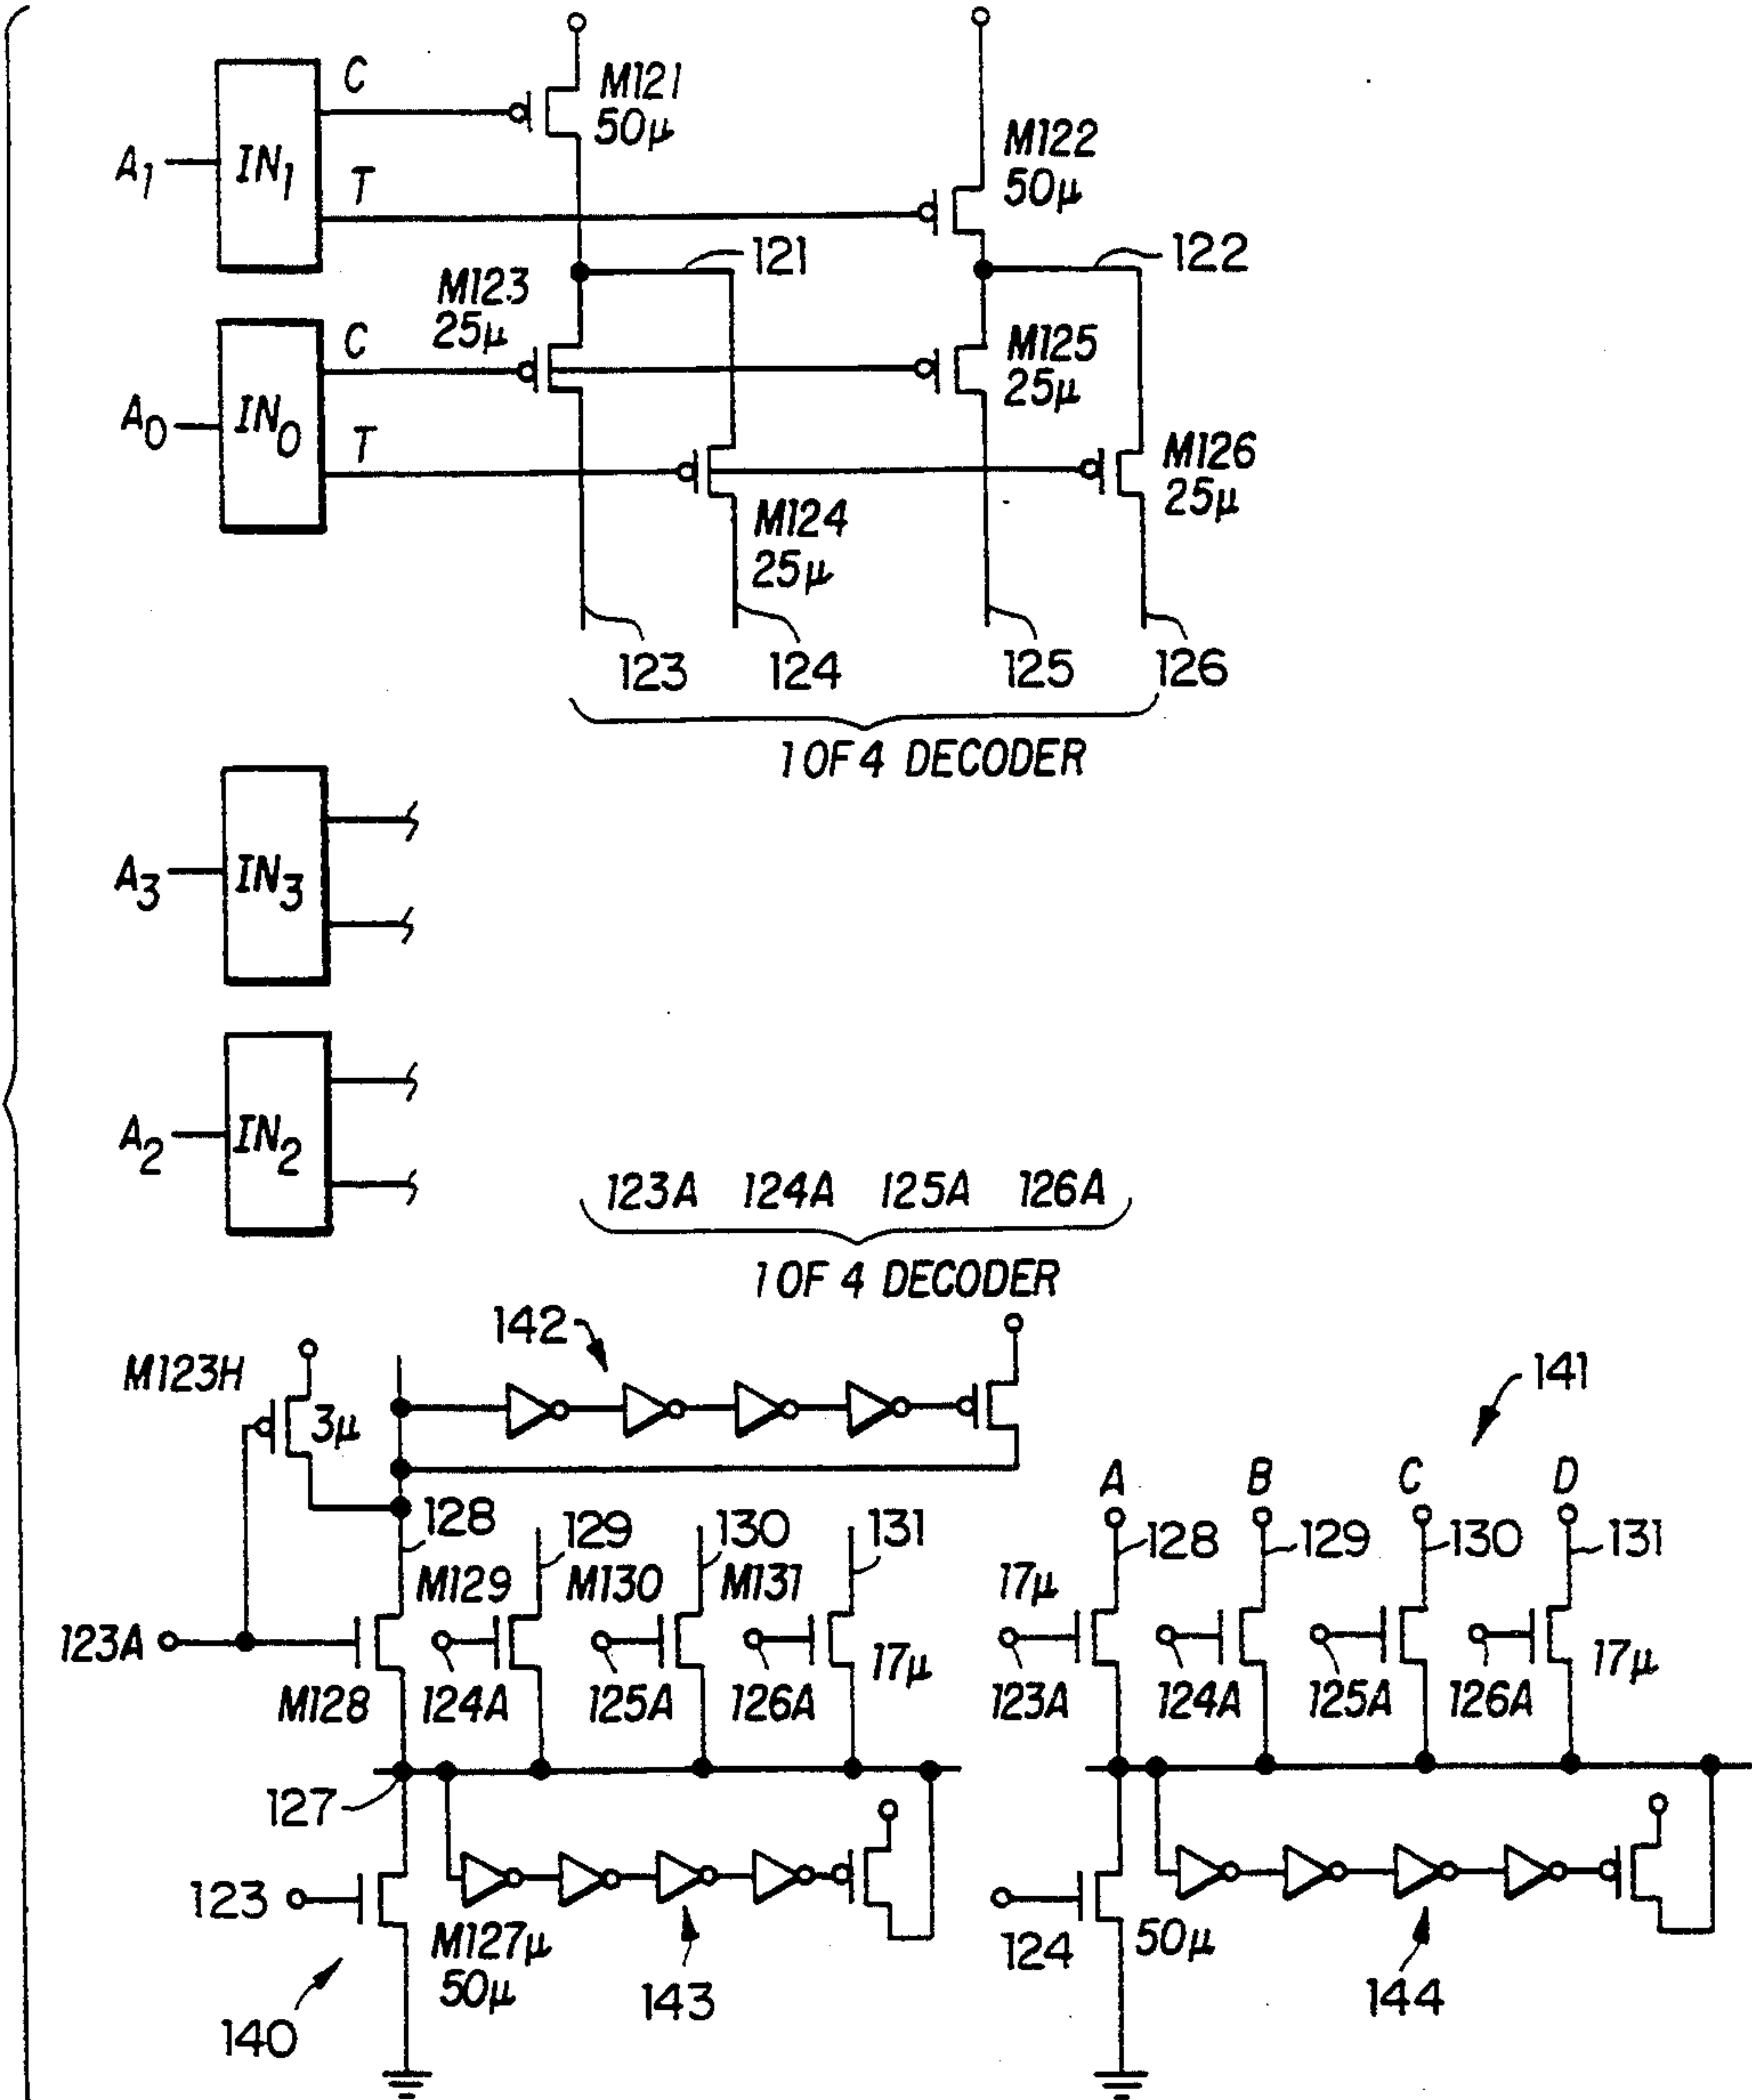 C
M121
50µ
A1
IN1
T
M122
50µ
121
122
M123
25µ
C
M125
25µ
A0
IN0
T
M126
25µ
M124
25µ
123
124
125
126
1 OF 4 DECODER
A3
IN3
A2
IN2
123A 124A 125A 126A
1 OF 4 DECODER
142
M123H
3µ
141
A B C D
128
129
130
131
128
129
130
131
M129
M130
M131
17µ
123A
M128
124A
125A
126A
17µ
123A
124A
125A
126A
17µ
127
123
M127µ
50µ
143
140
124
50µ
144